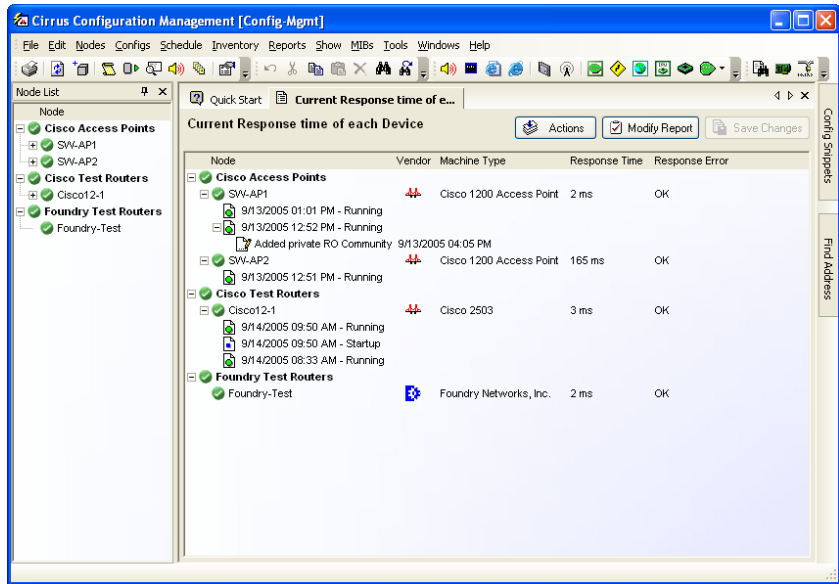 Cirrus Configuration Management [Config-Mgmt]
File Edit Nodes Configs Schedule Inventory Reports Show MIBs Tools Windows Help
Node List
Node
Cisco Access Points
SW-AP1
SW-AP2
Cisco Test Routers
Cisco12-1
Foundry Test Routers
Foundry-Test
Quick Start
Current Response time of e...
Current Response time of each Device
Actions
Modify Report
Save Changes
Node Vendor Machine Type Response Time Response Error
Cisco Access Points
SW-AP1 Cisco 1200 Access Point 2 ms OK
9/13/2005 01:01 PM - Running
9/13/2005 12:52 PM - Running
Added private RO Community 9/13/2005 04:05 PM
SW-AP2 Cisco 1200 Access Point 165 ms OK
9/13/2005 12:51 PM - Running
Cisco Test Routers
Cisco12-1 Cisco 2503 3 ms OK
9/14/2005 09:50 AM - Running
9/14/2005 09:50 AM - Startup
9/14/2005 08:33 AM - Running
Foundry Test Routers
Foundry-Test Foundry Networks, Inc. 2 ms OK
Config Snippets
Find Address